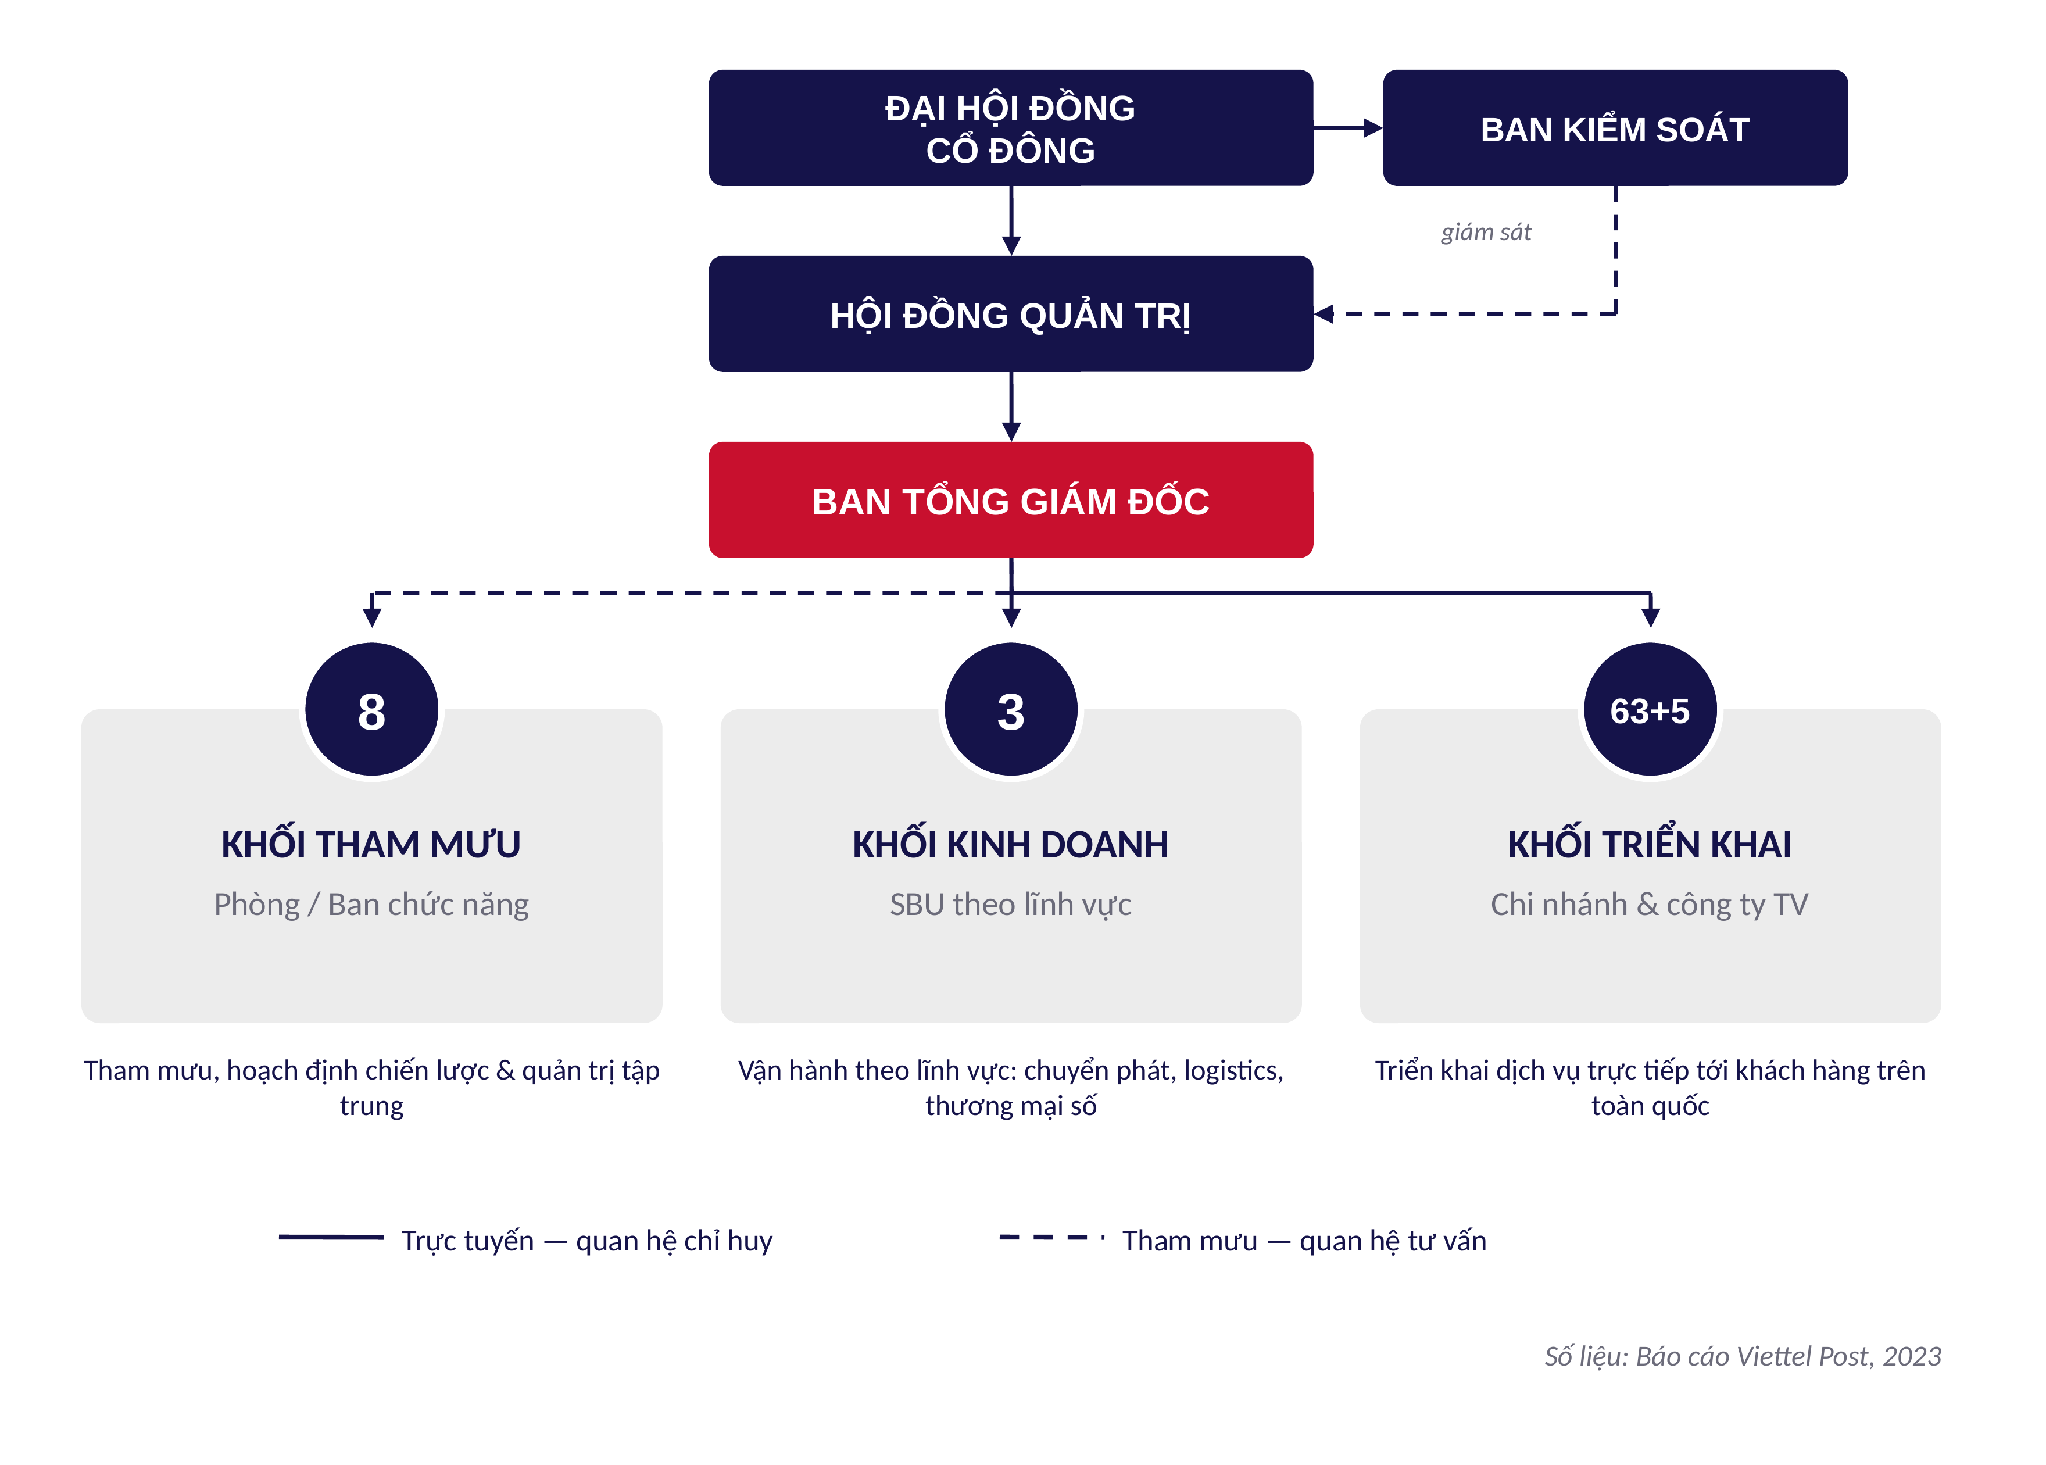 ĐẠI HỘI ĐỒNG
CỔ ĐÔNG
BAN KIỂM SOÁT
giám sát
HỘI ĐỒNG QUẢN TRỊ
BAN TỔNG GIÁM ĐỐC
8
KHỐI THAM MƯU
Phòng / Ban chức năng
Tham mưu, hoạch định chiến lược & quản trị tập
trung
3
KHỐI KINH DOANH
SBU theo lĩnh vực
Vận hành theo lĩnh vực: chuyển phát, logistics,
thương mại số
63+5
KHỐI TRIỂN KHAI
Chi nhánh & công ty TV
Triển khai dịch vụ trực tiếp tới khách hàng trên
toàn quốc
Trực tuyến — quan hệ chỉ huy
Tham mưu — quan hệ tư vấn
Số liệu: Báo cáo Viettel Post, 2023